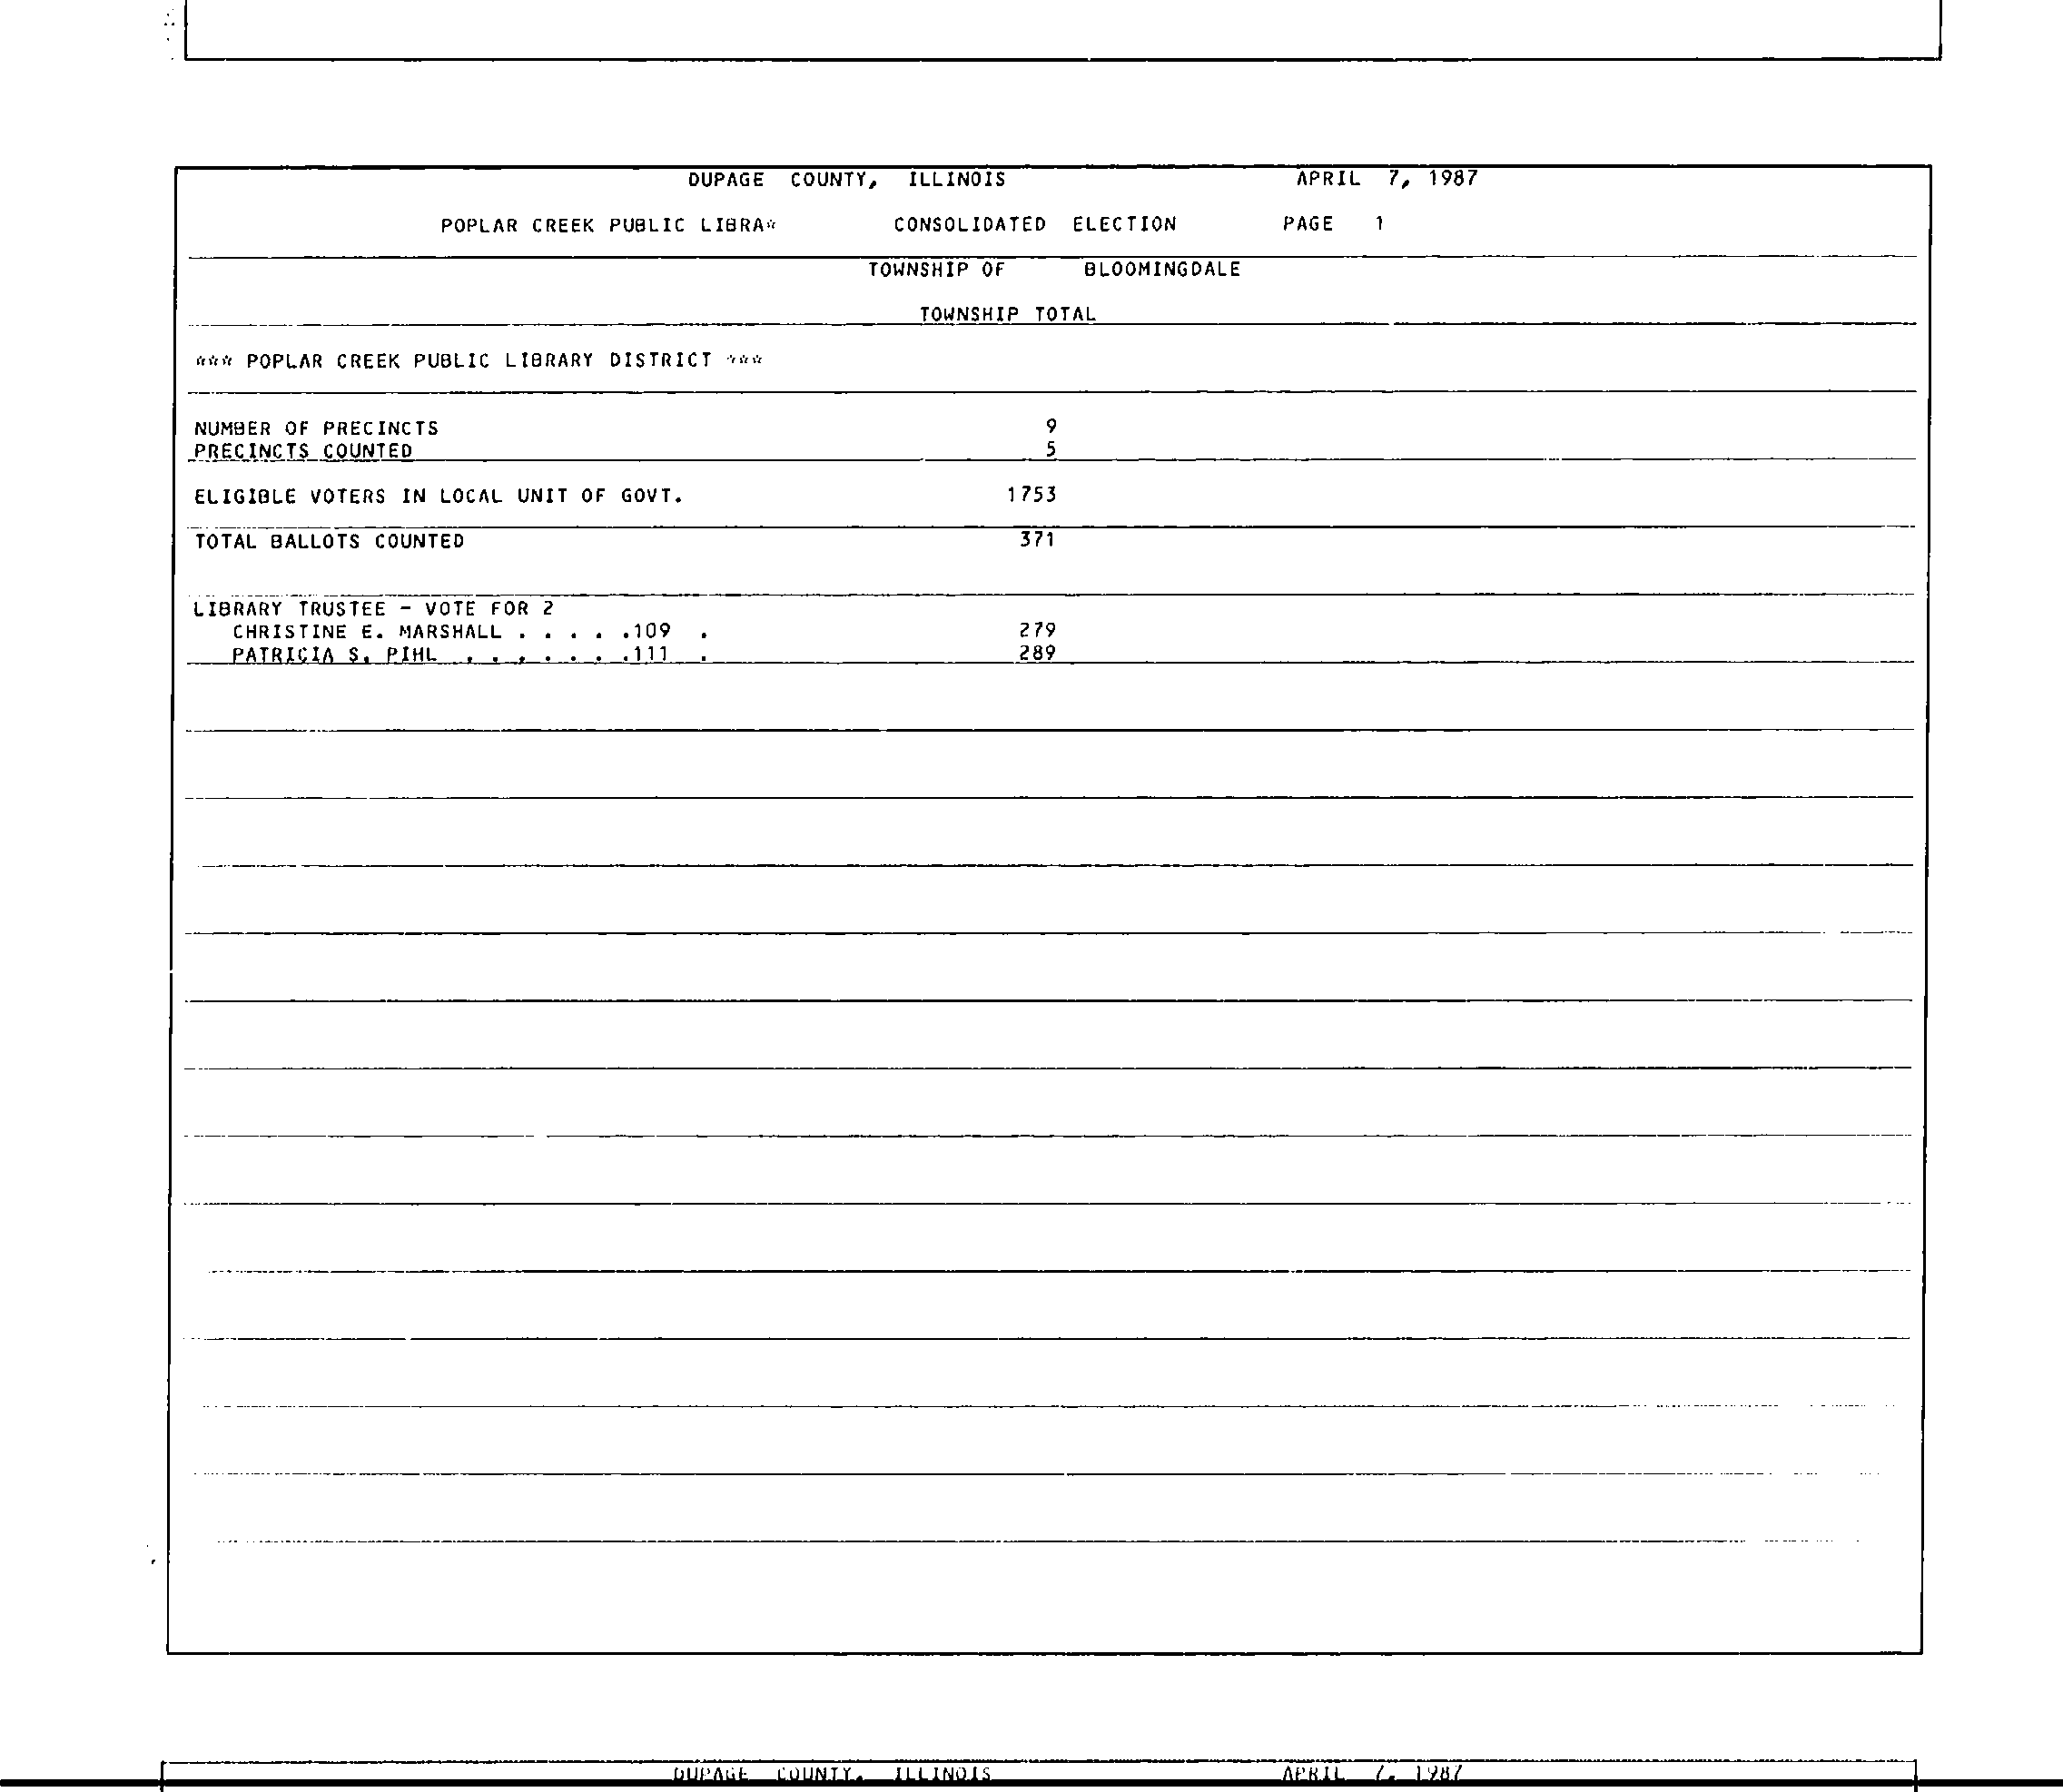 DUPAGE COUNTY, ILLINOIS APRIL 7, 1987
POPLAR CREEK PUBLIC LIBRA* CONSOLIDATED ELECTION PAGE 1
TOWNSHIP OF BLOOMINGDALE
TOWNSHIP TOTAL
*** POPLAR CREEK PUBLIC LIBRARY DISTRICT ***
NUMBER OF PRECINCTS 9
PRECINCTS COUNTED 5
ELIGIBLE VOTERS IN LOCAL UNIT OF GOVT. 1753
TOTAL BALLOTS COUNTED 371
LIBRARY TRUSTEE - VOTE FOR 2
CHRISTINE E. MARSHALL . . . . .109 . 279
PATRICIA S. PIHL . . . . . . .111 . 289
DUPAGE COUNTY, ILLINOIS APRIL 7, 1987